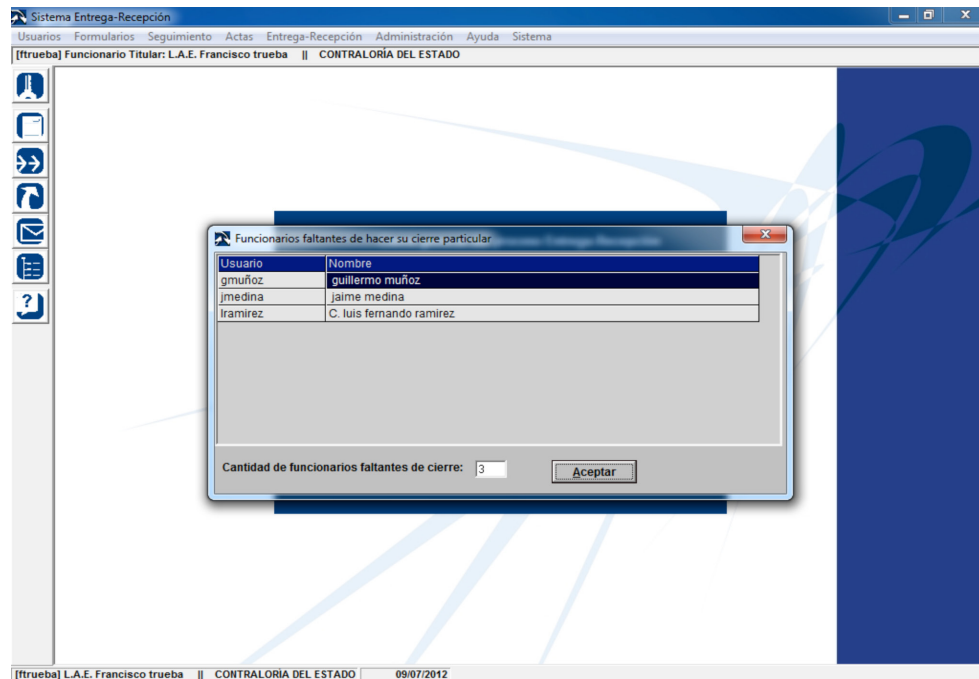 Sistema Entrega-Recepción
Usuarios Formularios Seguimiento Actas Entrega-Recepción Administración Ayuda Sistema
[ftrueba] Funcionario Titular: L.A.E. Francisco trueba || CONTRALORÍA DEL ESTADO
Funcionarios faltantes de hacer su cierre particular
Usuario Nombre
gmuñoz guillermo muñoz
jmedina jaime medina
lramirez C. luis fernando ramirez
Cantidad de funcionarios faltantes de cierre: 3 Aceptar
[ftrueba] L.A.E. Francisco trueba || CONTRALORÌA DEL ESTADO 09/07/2012